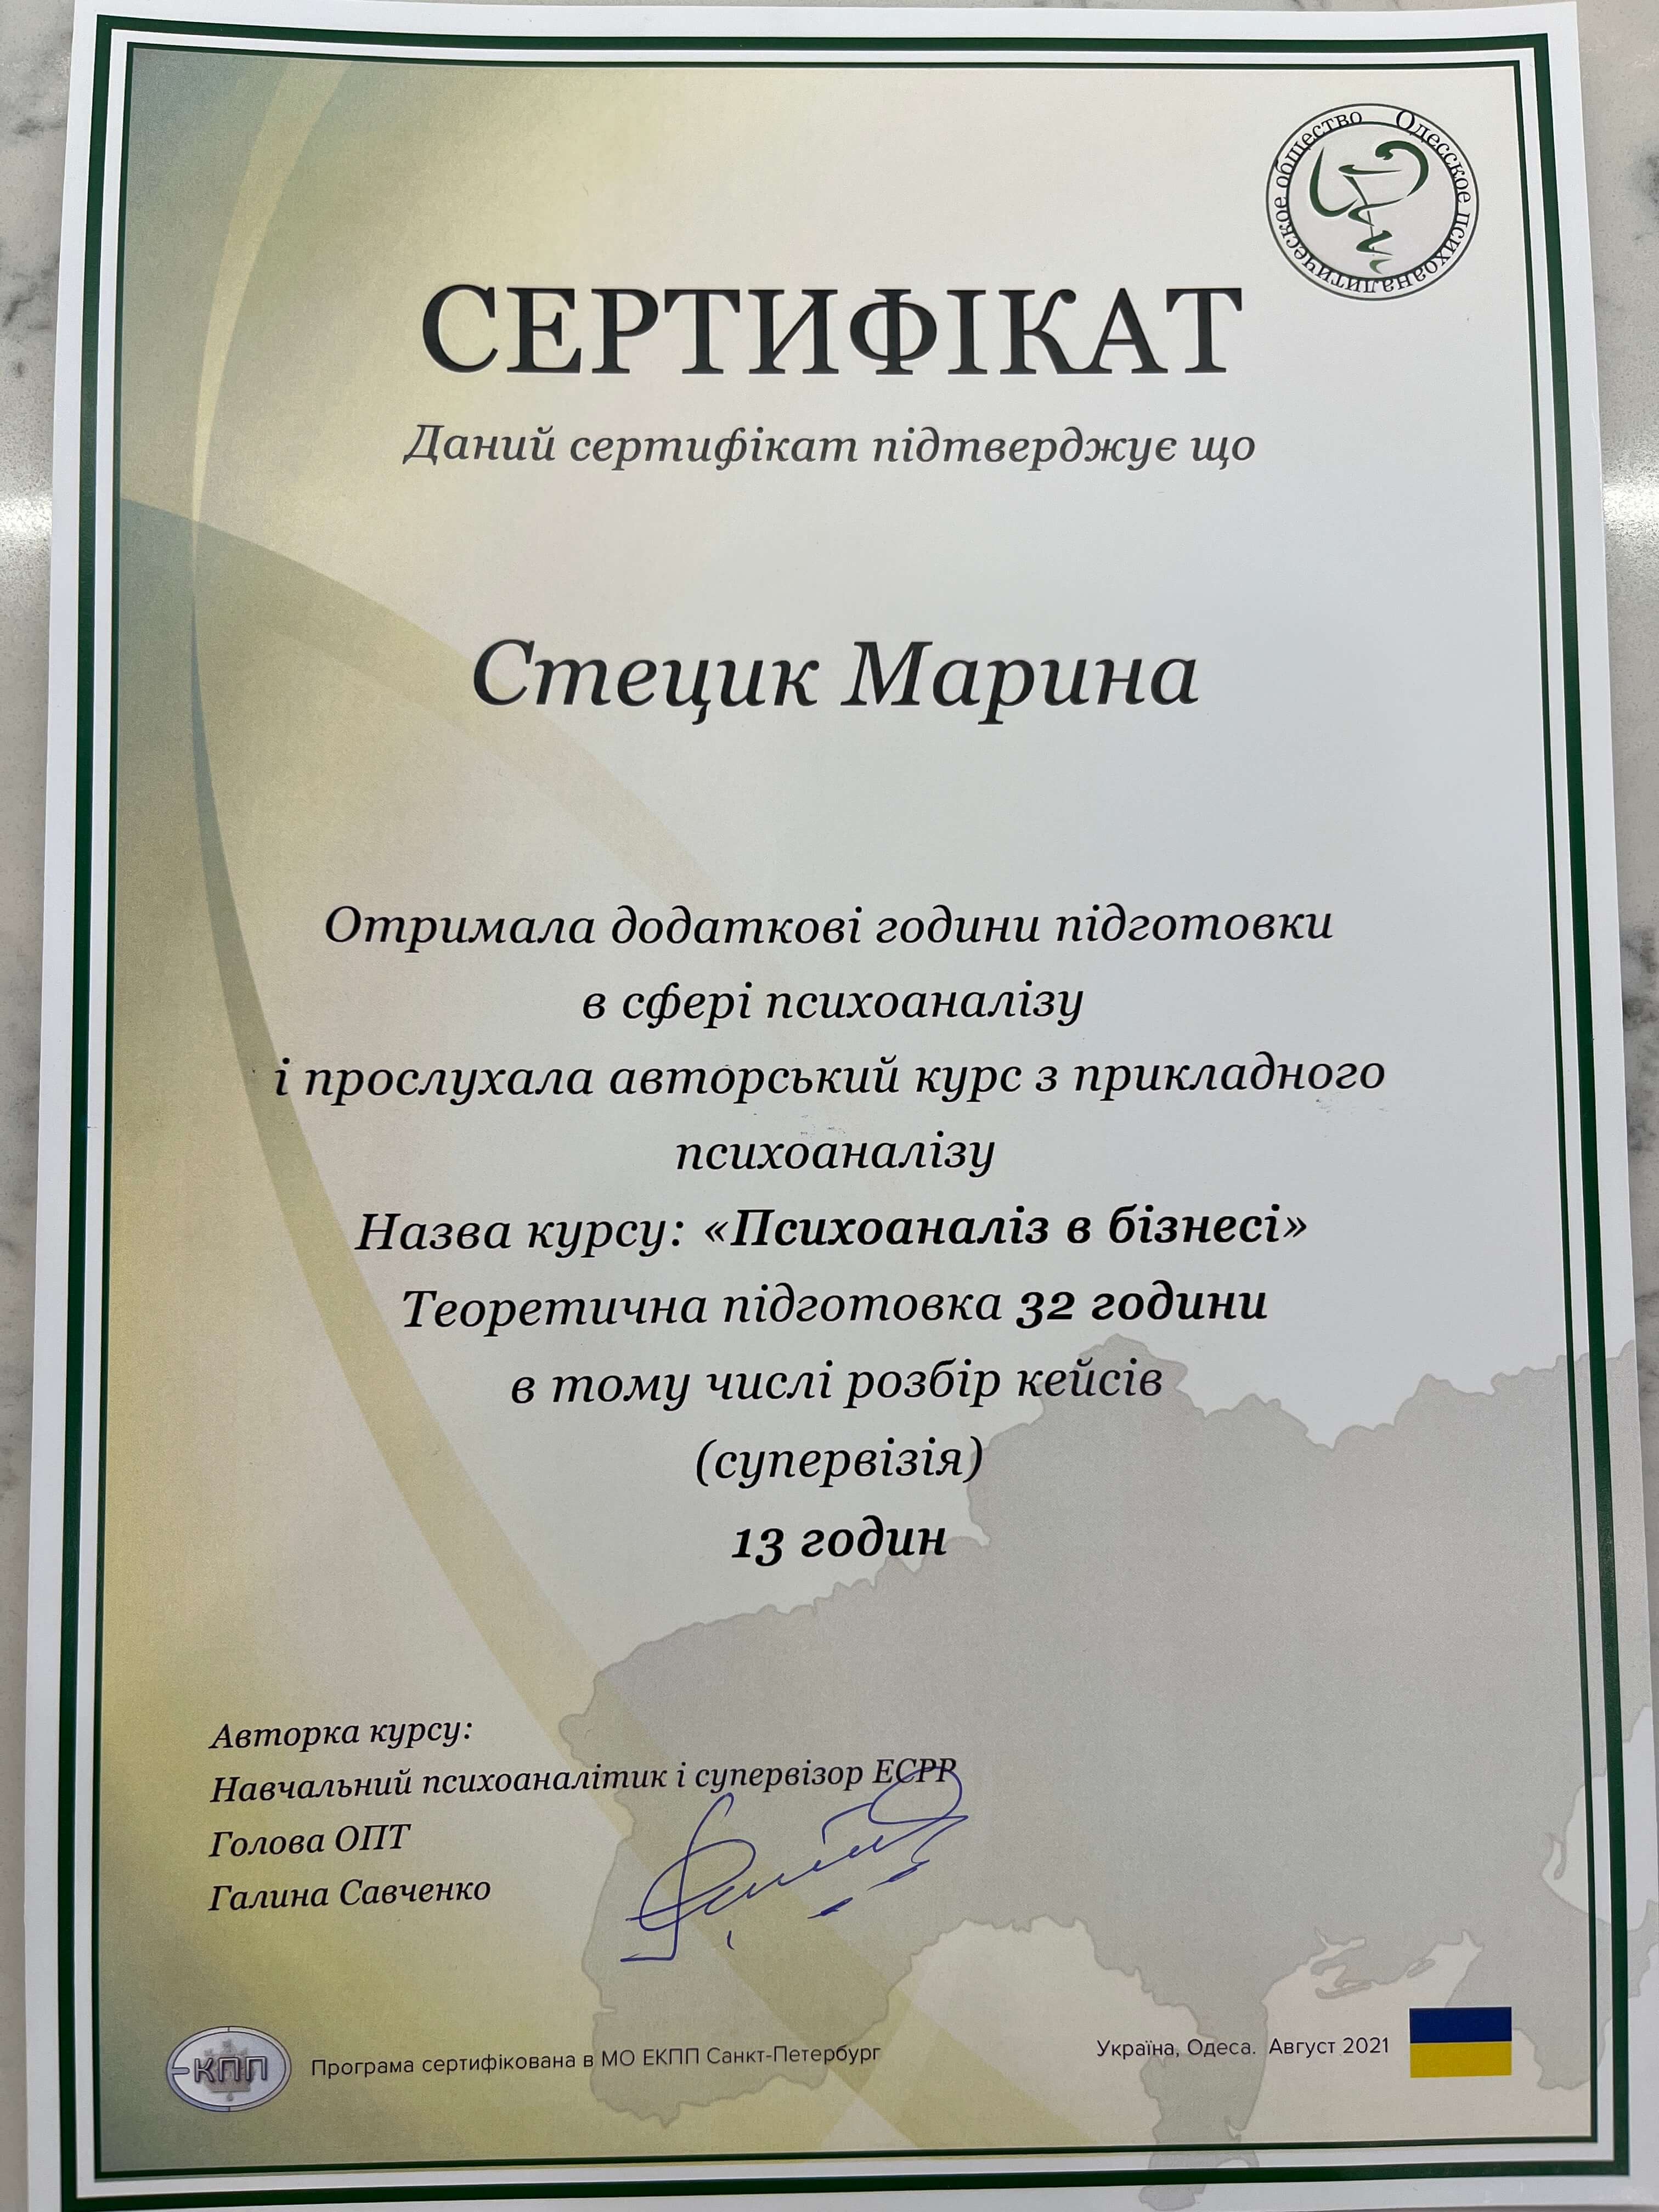 Одесское психоаналитическое общество
СЕРТИФІКАТ
Даний сертифікат підтверджує що
Стецик Марина
Отримала додаткові години підготовки
в сфері психоаналізу
і прослухала авторський курс з прикладного
психоаналізу
Назва курсу: «Психоаналіз в бізнесі»
Теоретична підготовка 32 години
в тому числі розбір кейсів
(супервізія)
13 годин
Авторка курсу:
Навчальний психоаналітик і супервізор ECPP
Голова ОПТ
Галина Савченко
ЕКПП
Програма сертифікована в МО ЕКПП Санкт-Петербург
Україна, Одеса. Август 2021